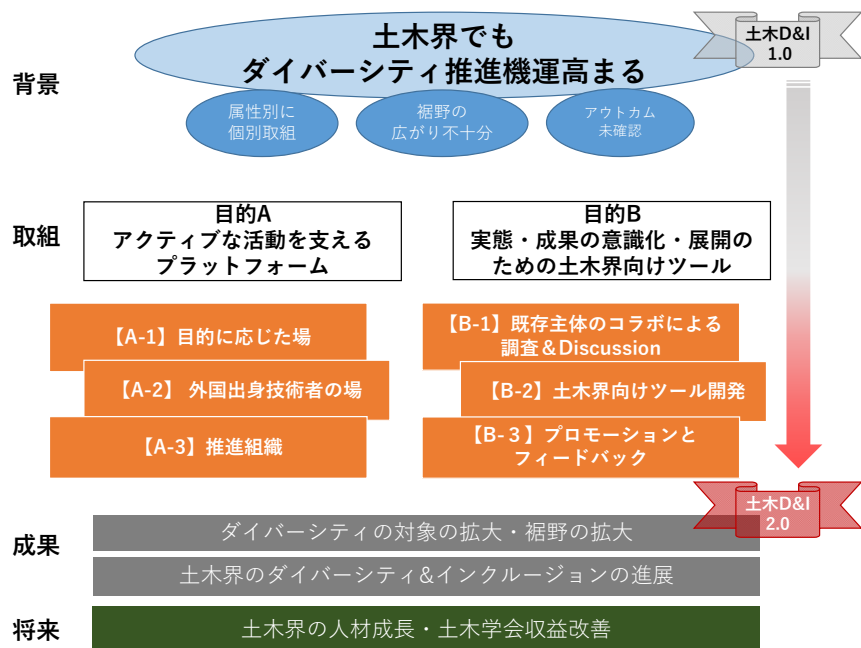 土木界でも
ダイバーシティ推進機運高まる
土木D&I
1.0
背景
属性別に
個別取組
裾野の
広がり不十分
アウトカム
未確認
取組
目的A
アクティブな活動を支える
プラットフォーム
目的B
実態・成果の意識化・展開の
ための土木界向けツール
【A-1】目的に応じた場
【A-2】 外国出身技術者の場
【A-3】推進組織
【B-1】既存主体のコラボによる
調査＆Discussion
【B-2】土木界向けツール開発
【B-３】プロモーションと
フィードバック
土木D&I
2.0
成果
ダイバーシティの対象の拡大・裾野の拡大
土木界のダイバーシティ&インクルージョンの進展
将来
土木界の人材成長・土木学会収益改善